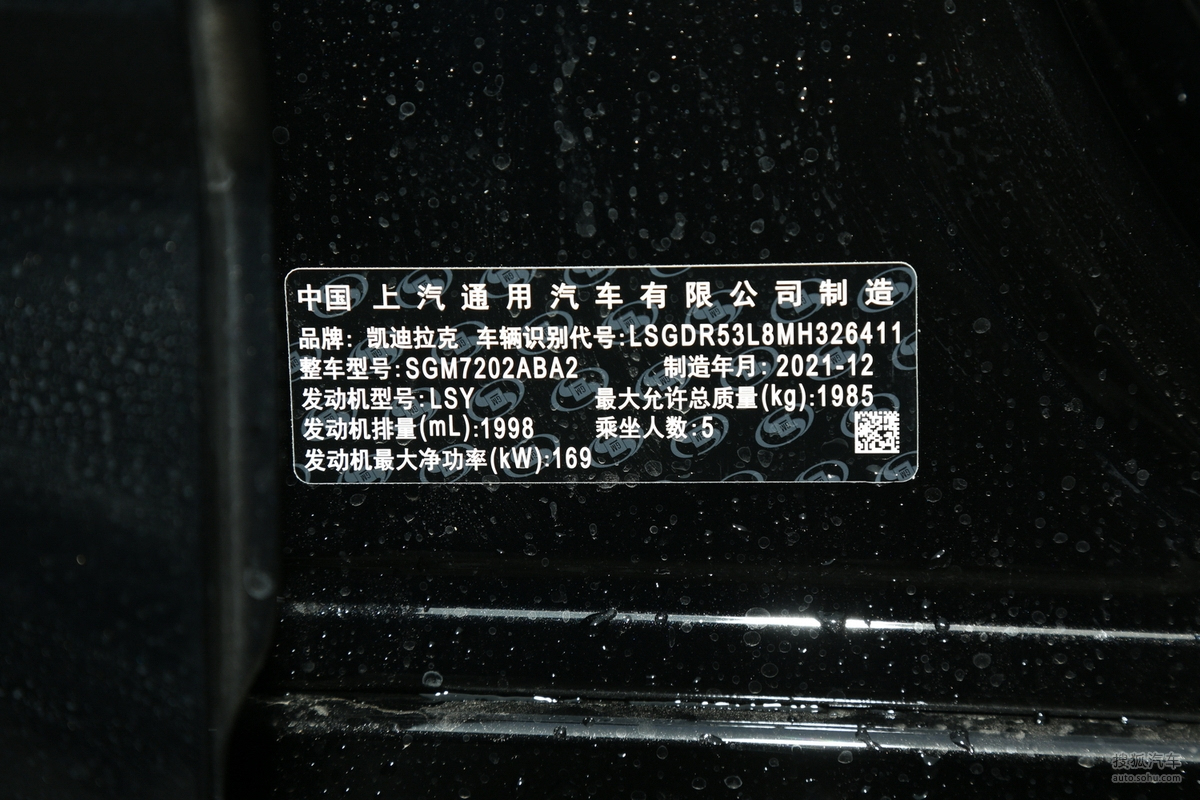 中国 上汽通用汽车有限公司制造
品牌: 凯迪拉克 车辆识别代号:LSGDR53L8MH326411
整车型号:SGM7202ABA2 制造年月:2021-12
发动机型号:LSY 最大允许总质量(kg):1985
发动机排量(mL):1998 乘坐人数:5
发动机最大净功率(kW):169
搜狐汽车
auto.sohu.com